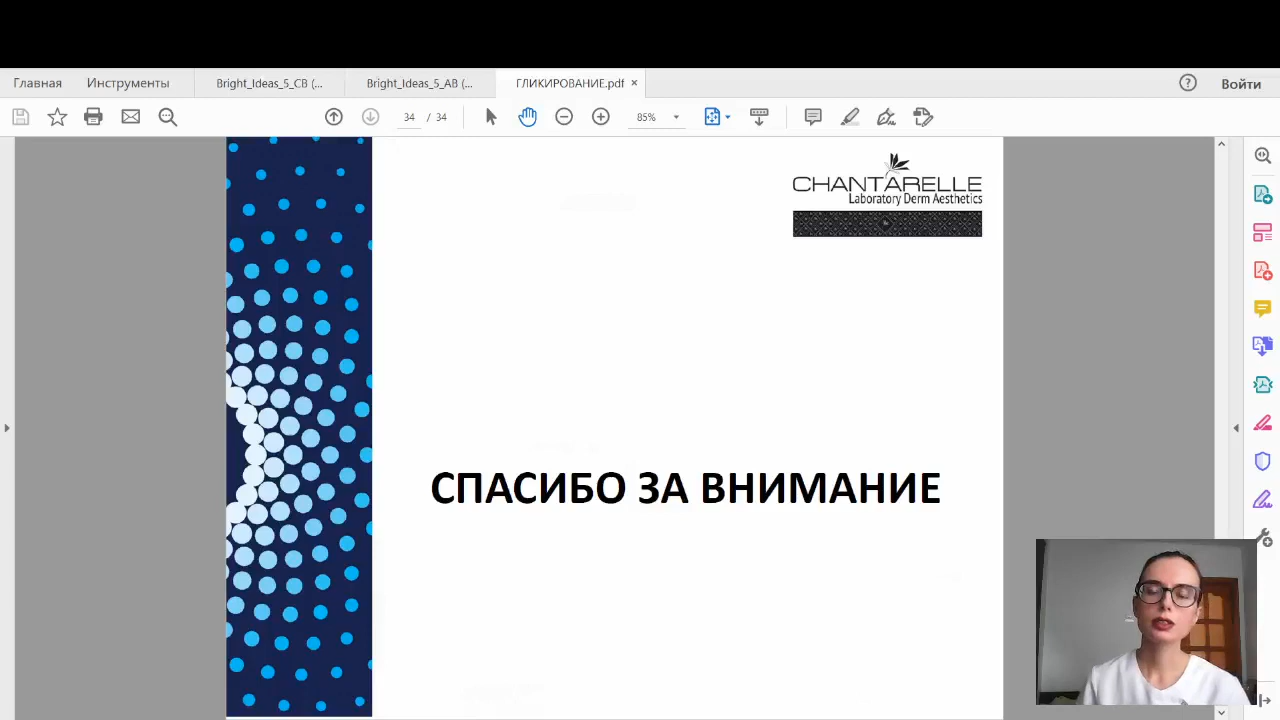 Главная Инструменты Bright_Ideas_5_CB (... Bright_Ideas_5_AB (... ГЛИКИРОВАНИЕ.pdf × Войти
34 / 34 85%
CHANTARELLE
Laboratory Derm Aesthetics
СПАСИБО ЗА ВНИМАНИЕ